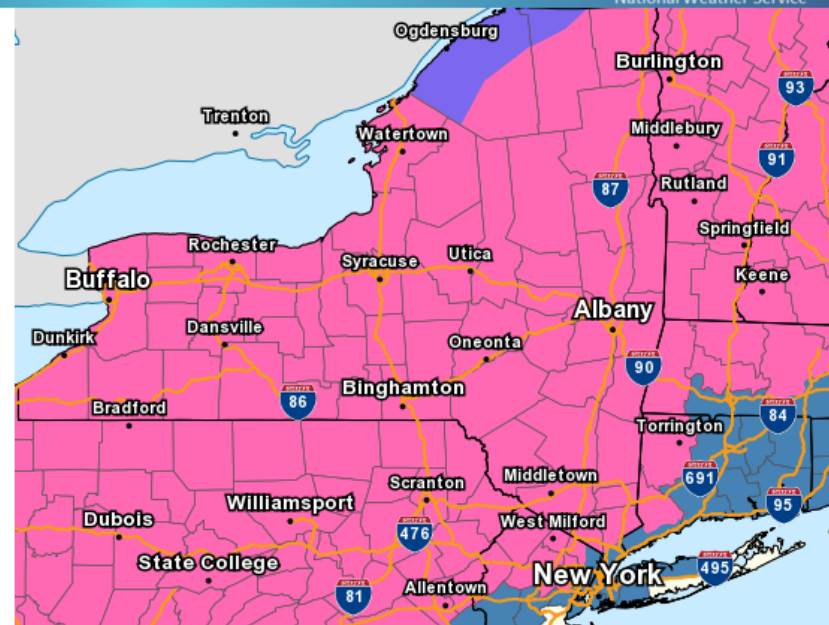 National Weather Service
Ogdensburg
Burlington
93
Trenton
Watertown
Middlebury
91
87
Rutland
Springfield
Rochester
Syracuse
Utica
Keene
Buffalo
Albany
Dunkirk
Dansville
Oneonta
90
Binghamton
86
Bradford
84
Torrington
Scranton
Middletown
691
Williamsport
95
Dubois
476
West Milford
State College
New York
495
81
Allentown